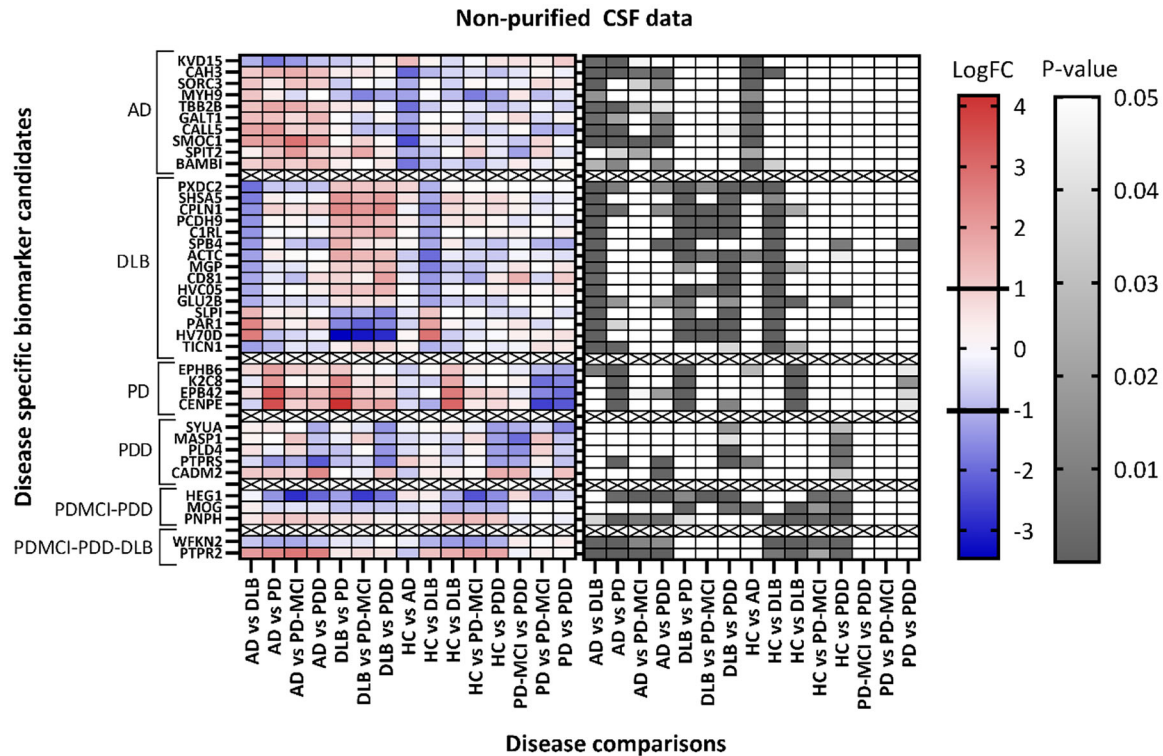 Non-purified CSF data
Disease specific biomarker candidates
AD
KVD15
CAH3
SORC3
MYH9
TBB2B
GALT1
CALL5
SMOC1
SPIT2
BAMBI
DLB
PXDC2
SHSA5
CPLN1
PCDH9
C1RL
SPB4
ACTC
MGP
CD81
HVC05
GLU2B
SLPI
PAR1
HV70D
TICN1
PD
EPHB6
K2C8
EPB42
CENPE
PDD
SYUA
MASP1
PLD4
PTPRS
CADM2
PDMCI-PDD
HEG1
MOG
PNPH
PDMCI-PDD-DLB
WFKN2
PTPR2
AD vs DLB
AD vs PD
AD vs PD-MCI
AD vs PDD
DLB vs PD
DLB vs PD-MCI
DLB vs PDD
HC vs AD
HC vs DLB
HC vs DLB
HC vs PD-MCI
HC vs PDD
PD-MCI vs PDD
PD vs PD-MCI
PD vs PDD
AD vs DLB
AD vs PD
AD vs PD-MCI
AD vs PDD
DLB vs PD
DLB vs PD-MCI
DLB vs PDD
HC vs AD
HC vs DLB
HC vs DLB
HC vs PD-MCI
HC vs PDD
PD-MCI vs PDD
PD vs PD-MCI
PD vs PDD
Disease comparisons
LogFC
4
3
2
1
0
-1
-2
-3
P-value
0.05
0.04
0.03
0.02
0.01